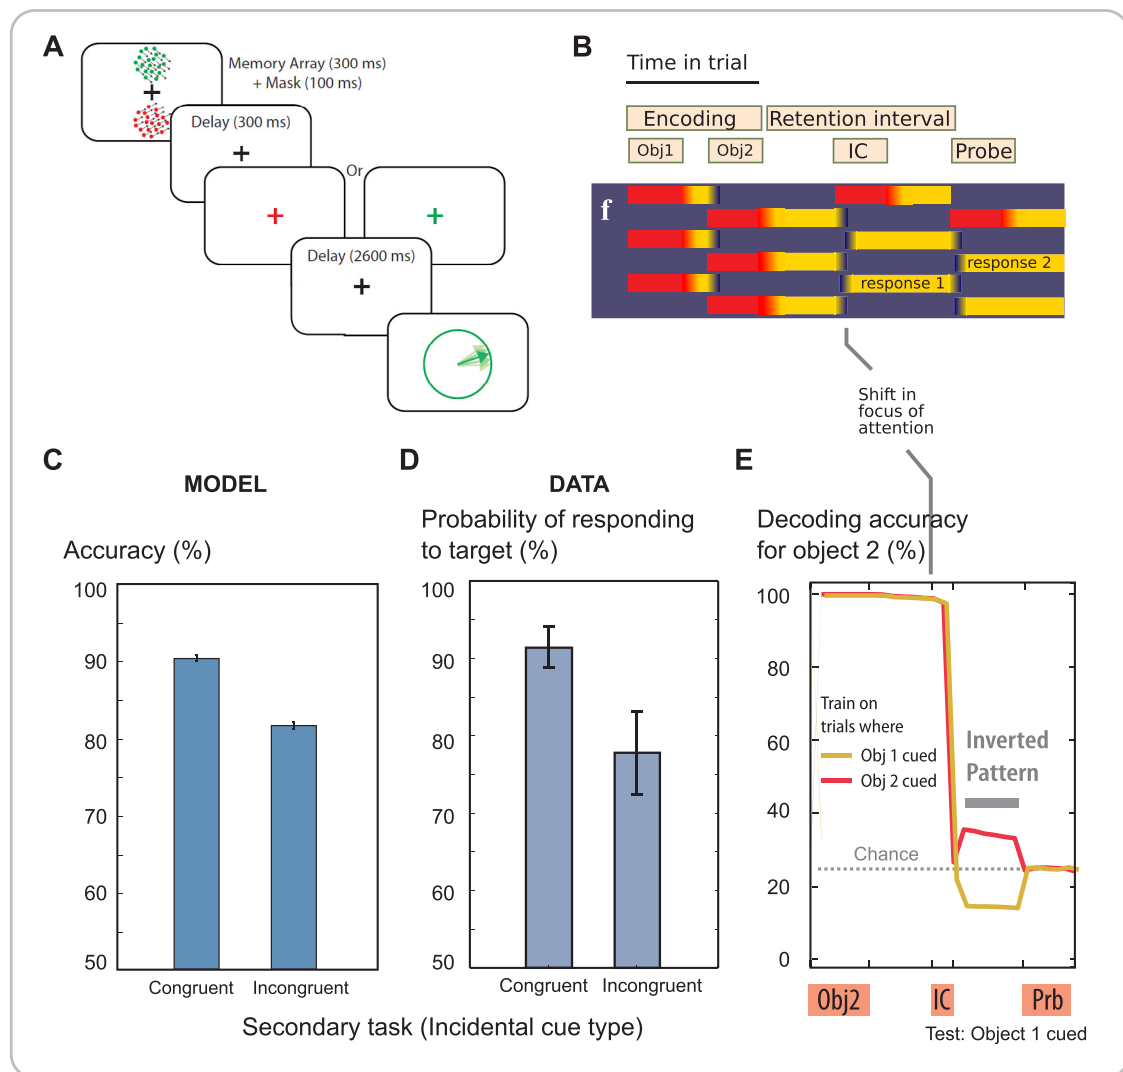 A
Memory Array (300 ms)
+ Mask (100 ms)
Delay (300 ms)
Or
Delay (2600 ms)
B
Time in trial
Encoding
Retention interval
Obj1
Obj2
IC
Probe
f
response 2
response 1
Shift in
focus of
attention
C
MODEL
Accuracy (%)
100
90
80
70
60
50
Congruent
Incongruent
D
DATA
Probability of responding
to target (%)
100
90
80
70
60
50
Congruent
Incongruent
Secondary task (Incidental cue type)
E
Decoding accuracy
for object 2 (%)
100
80
60
40
20
0
Train on
trials where
Obj 1 cued
Obj 2 cued
Inverted
Pattern
Chance
Obj2
IC
Prb
Test: Object 1 cued